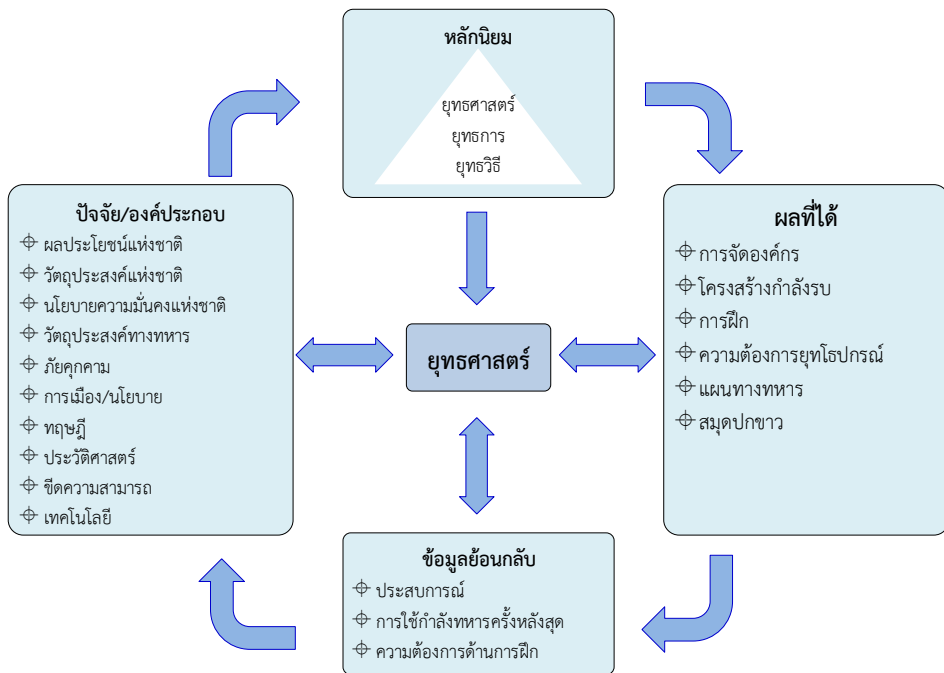 หลักนิยม
ยุทธศาสตร์
ยุทธการ
ยุทธวิธี
ปัจจัย/องค์ประกอบ
ผลประโยชน์แห่งชาติ
วัตถุประสงค์แห่งชาติ
นโยบายความมั่นคงแห่งชาติ
วัตถุประสงค์ทางทหาร
ภัยคุกคาม
การเมือง/นโยบาย
ทฤษฎี
ประวัติศาสตร์
ขีดความสามารถ
เทคโนโลยี
ยุทธศาสตร์
ผลที่ได้
การจัดองค์กร
โครงสร้างกำลังรบ
การฝึก
ความต้องการยุทโธปกรณ์
แผนทางทหาร
สมุดปกขาว
ข้อมูลย้อนกลับ
ประสบการณ์
การใช้กำลังทหารครั้งหลังสุด
ความต้องการด้านการฝึก